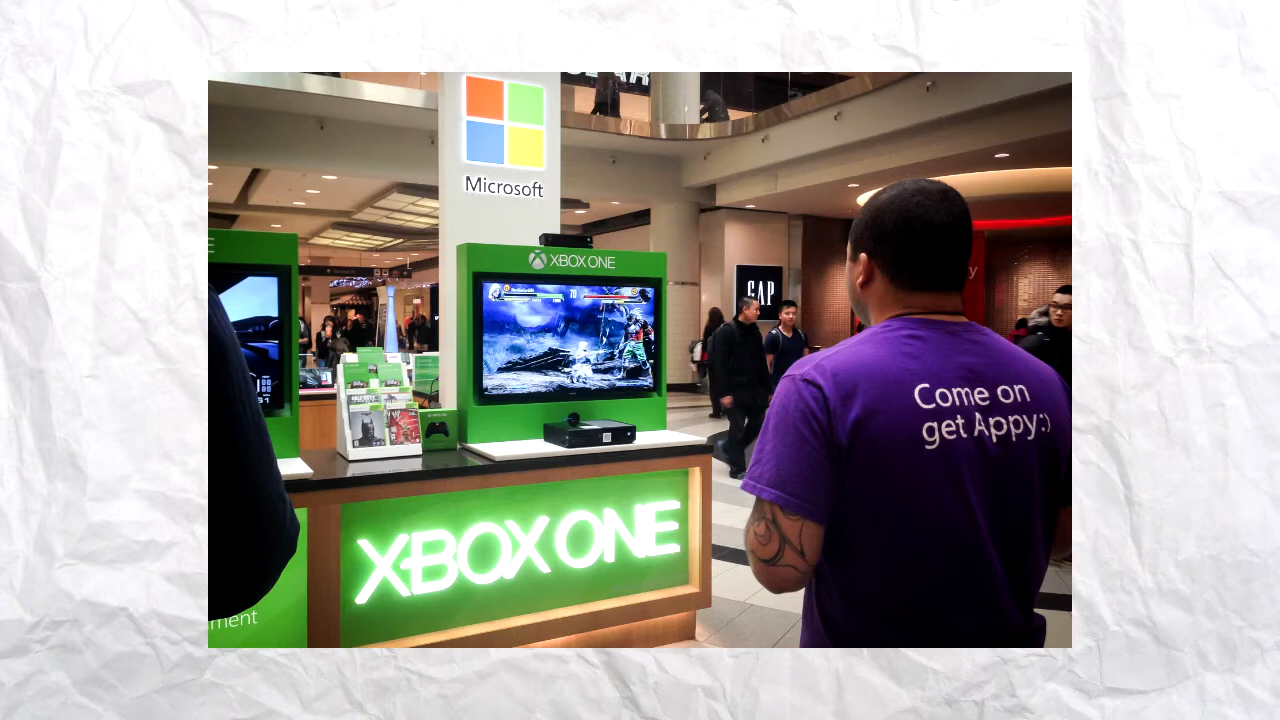 Microsoft
XBOX ONE
GAP
Come on
get Appy:)
XBOX ONE
ment